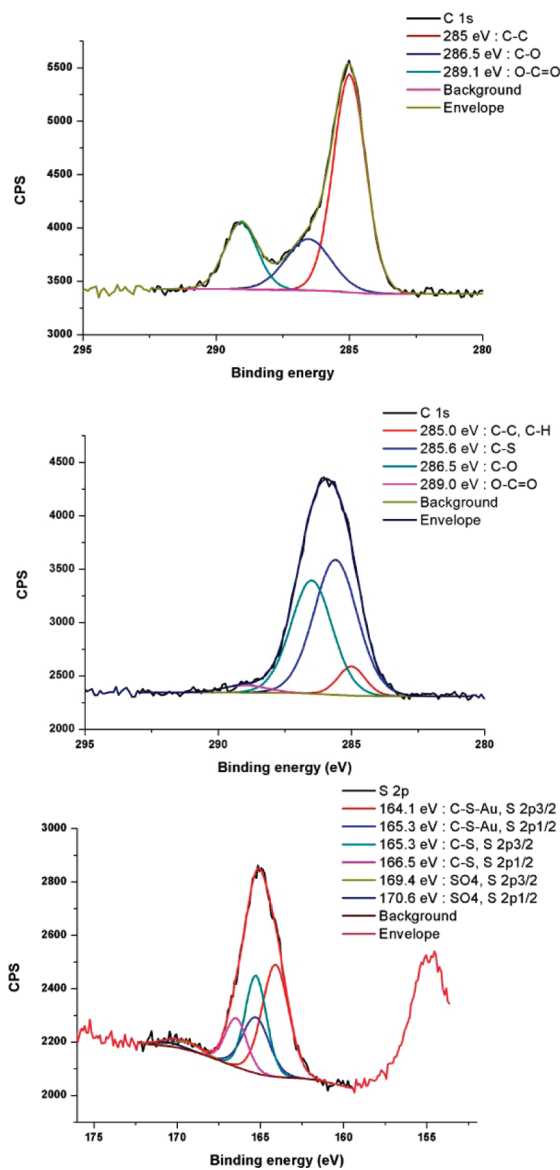 C 1s
285 eV : C-C
286.5 eV : C-O
289.1 eV : O-C=O
Background
Envelope
5500
5000
4500
4000
3500
3000
CPS
295
290
285
280
Binding energy
C 1s
285.0 eV : C-C, C-H
285.6 eV : C-S
286.5 eV : C-O
289.0 eV : O-C=O
Background
Envelope
4500
4000
3500
3000
2500
2000
CPS
295
290
285
280
Binding energy (eV)
S 2p
164.1 eV : C-S-Au, S 2p3/2
165.3 eV : C-S-Au, S 2p1/2
165.3 eV : C-S, S 2p3/2
166.5 eV : C-S, S 2p1/2
169.4 eV : SO4, S 2p3/2
170.6 eV : SO4, S 2p1/2
Background
Envelope
3000
2800
2600
2400
2200
2000
CPS
175
170
165
160
155
Binding energy (eV)